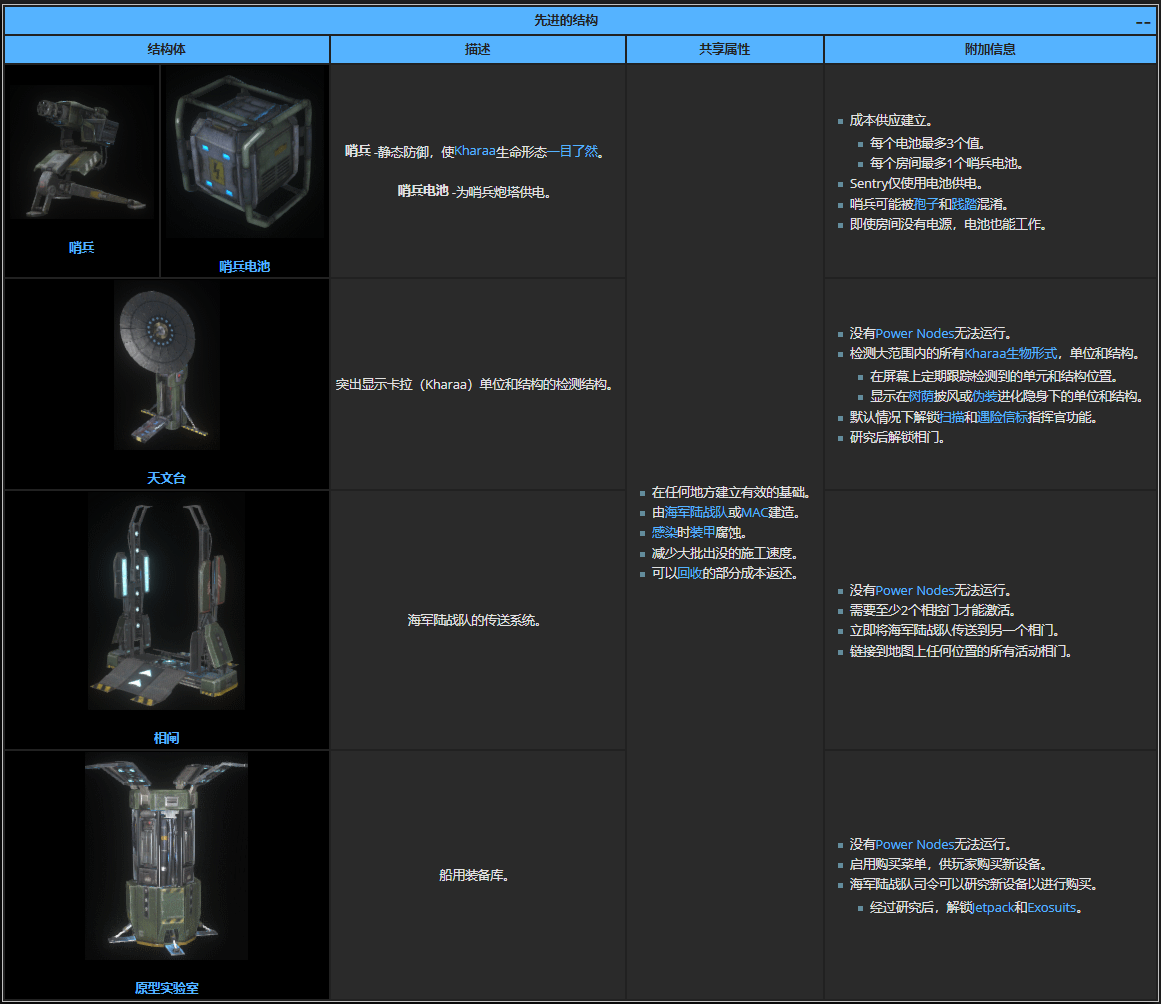 先进的结构
--
结构体
描述
共享属性
附加信息
哨兵
哨兵电池
哨兵 -静态防御，使Kharaa生命形态一目了然。
哨兵电池 -为哨兵炮塔供电。
成本供应建立。
每个电池最多3个值。
每个房间最多1个哨兵电池。
Sentry仅使用电池供电。
哨兵可能被孢子和践踏混淆。
即使房间没有电源，电池也能工作。
天文台
突出显示卡拉（Kharaa）单位和结构的检测结构。
没有Power Nodes无法运行。
检测大范围内的所有Kharaa生物形式，单位和结构。
在屏幕上定期跟踪检测到的单元和结构位置。
显示在树荫披风或伪装进化隐身下的单位和结构。
默认情况下解锁扫描和遇险信标指挥官功能。
研究后解锁相门。
在任何地方建立有效的基础。
由海军陆战队或MAC建造。
感染时装甲腐蚀。
减少大批出没的施工速度。
可以回收的部分成本返还。
相闸
海军陆战队的传送系统。
没有Power Nodes无法运行。
需要至少2个相控门才能激活。
立即将海军陆战队传送到另一个相门。
链接到地图上任何位置的所有活动相门。
原型实验室
船用装备库。
没有Power Nodes无法运行。
启用购买菜单，供玩家购买新设备。
海军陆战队司令可以研究新设备以进行购买。
经过研究后，解锁Jetpack和Exosuits。